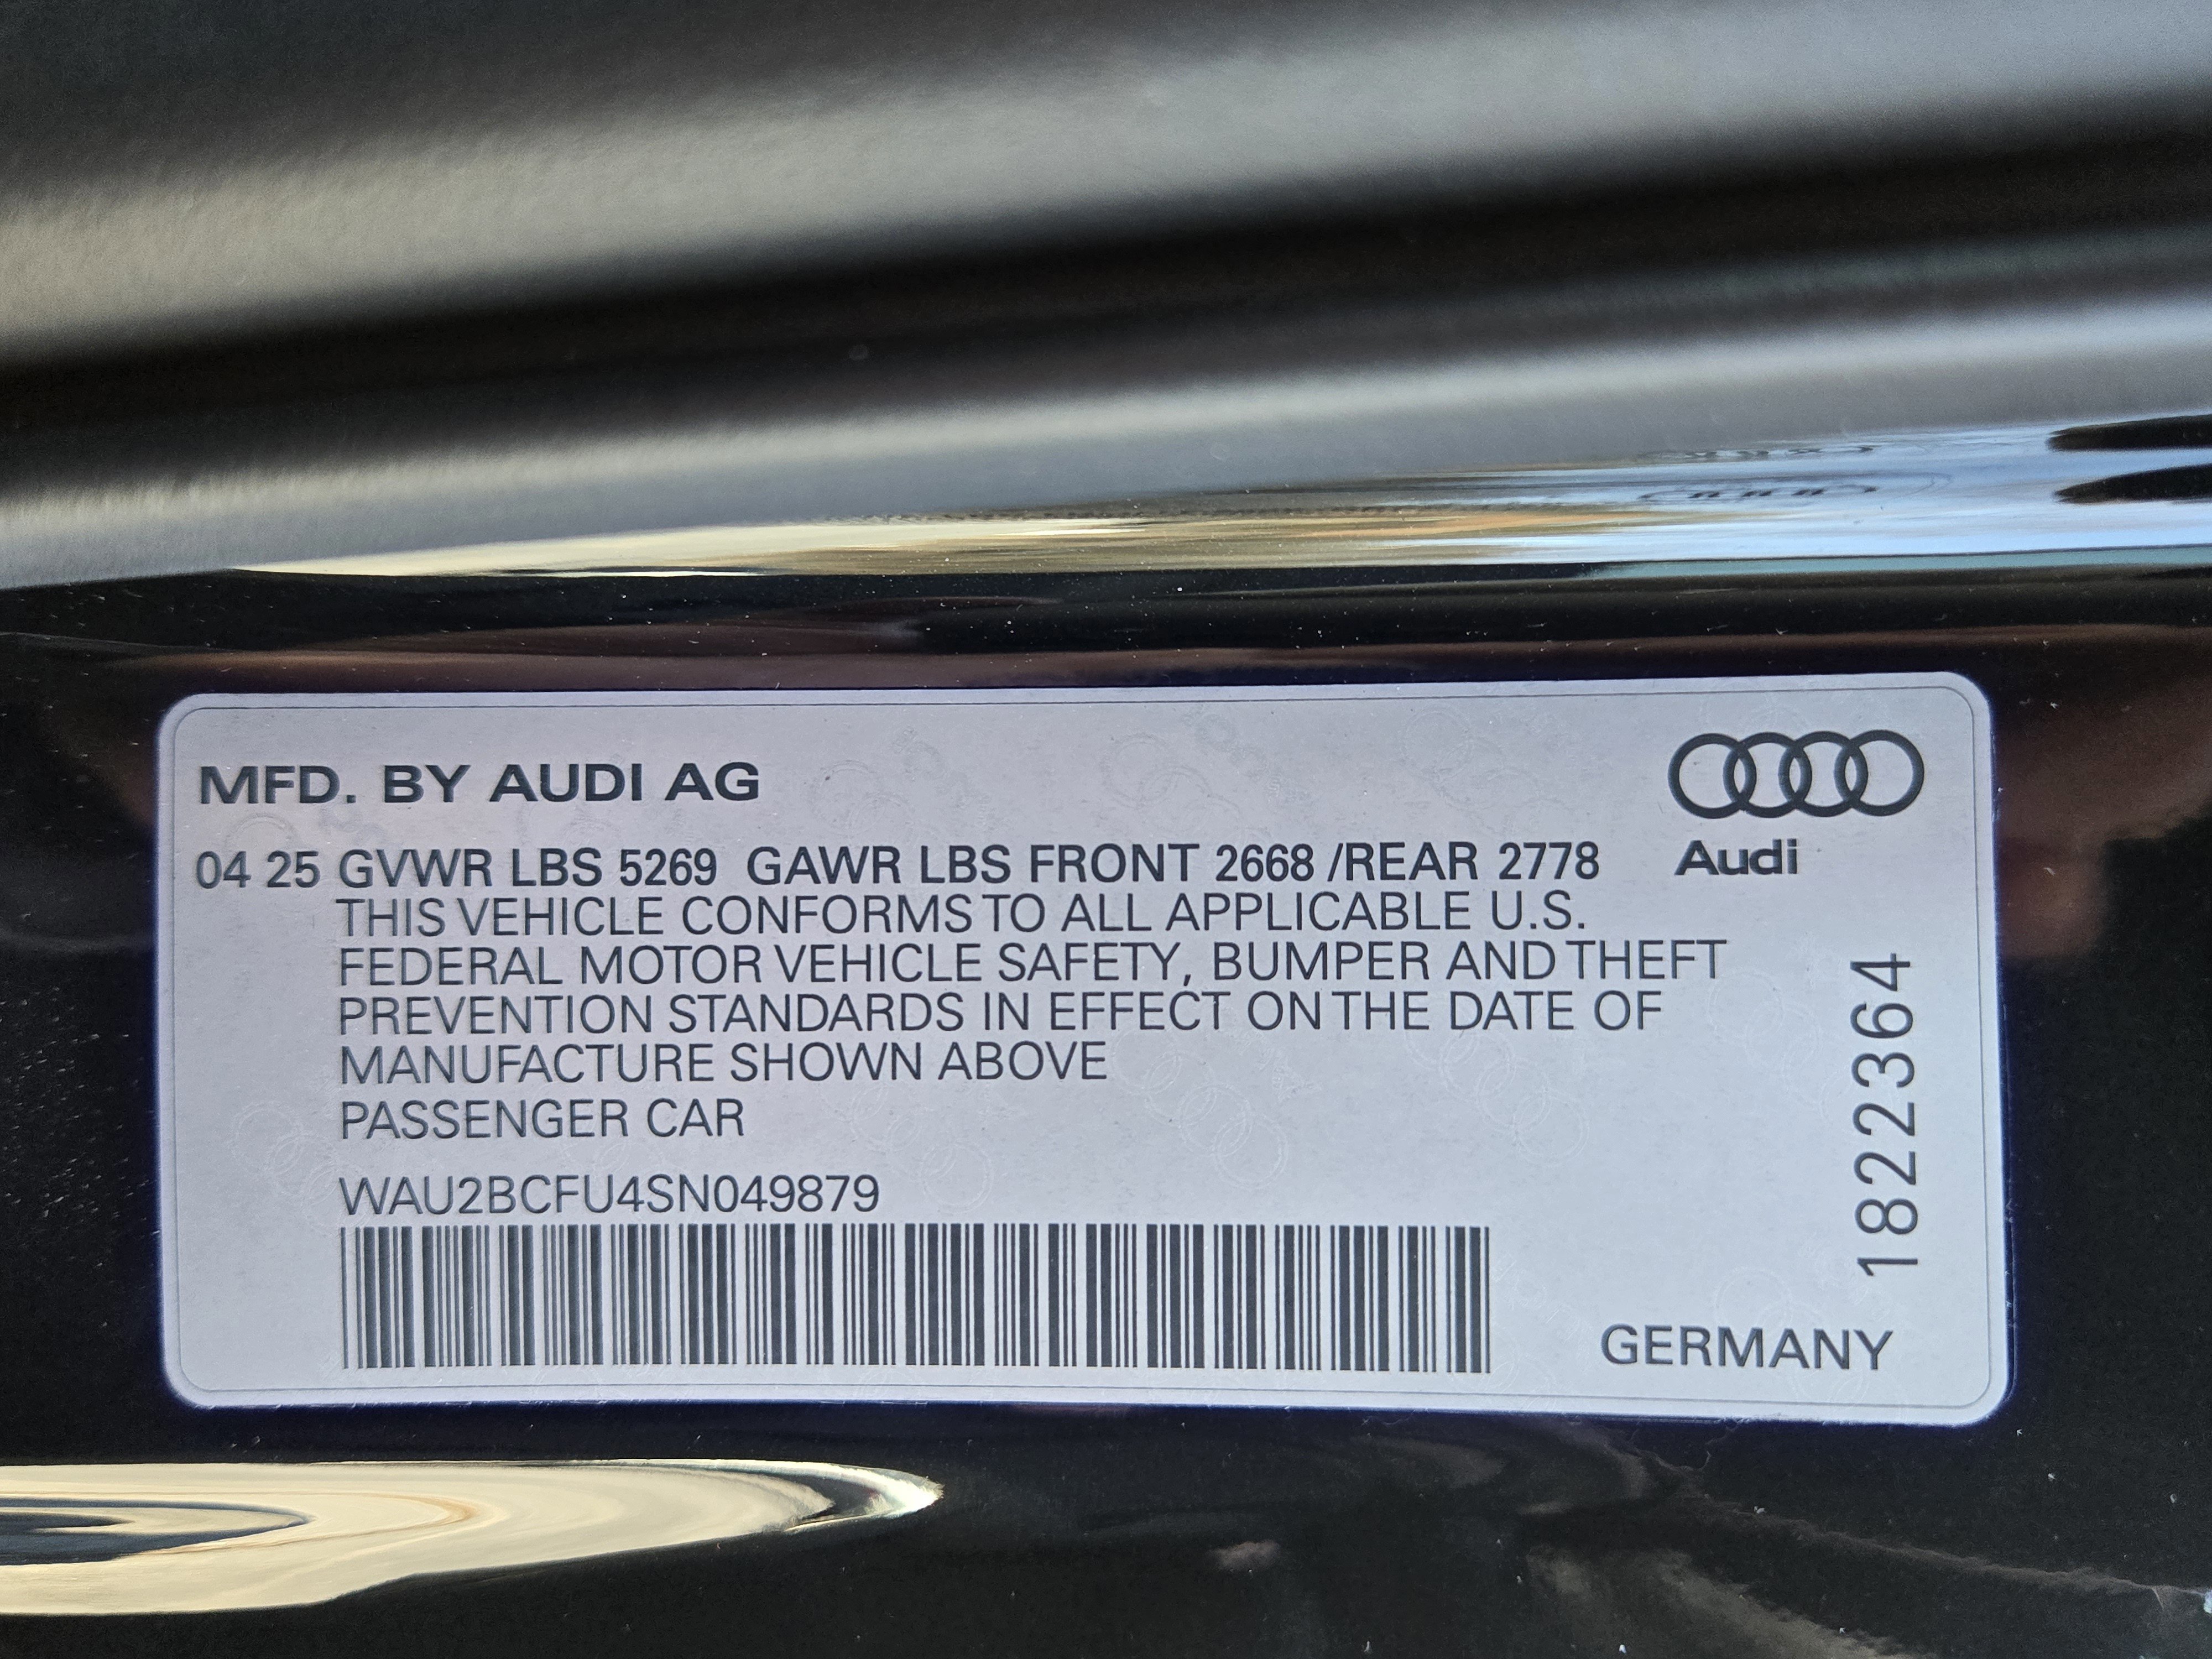 MFD. BY AUDI AG
04 25 GVWR LBS 5269 GAWR LBS FRONT 2668 /REAR 2778
Audi
THIS VEHICLE CONFORMS TO ALL APPLICABLE U.S.
FEDERAL MOTOR VEHICLE SAFETY, BUMPER AND THEFT
PREVENTION STANDARDS IN EFFECT ON THE DATE OF
MANUFACTURE SHOWN ABOVE
PASSENGER CAR
WAU2BCFU4SN049879
1822364
GERMANY